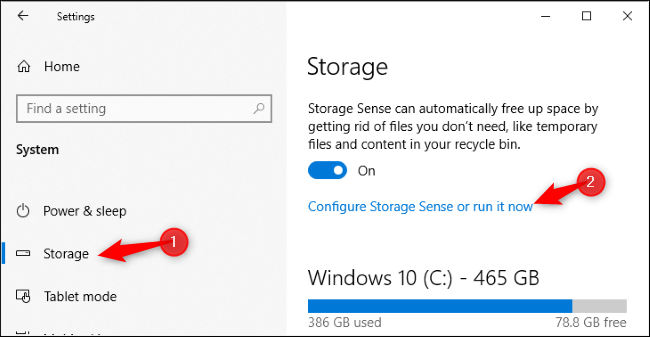 Settings
Home
Find a setting
System
Power & sleep
1
Storage
Tablet mode
Storage
Storage Sense can automatically free up space by
getting rid of files you don't need, like temporary
files and content in your recycle bin.
On
2
Configure Storage Sense or run it now
Windows 10 (C:) - 465 GB
386 GB used
78.8 GB free